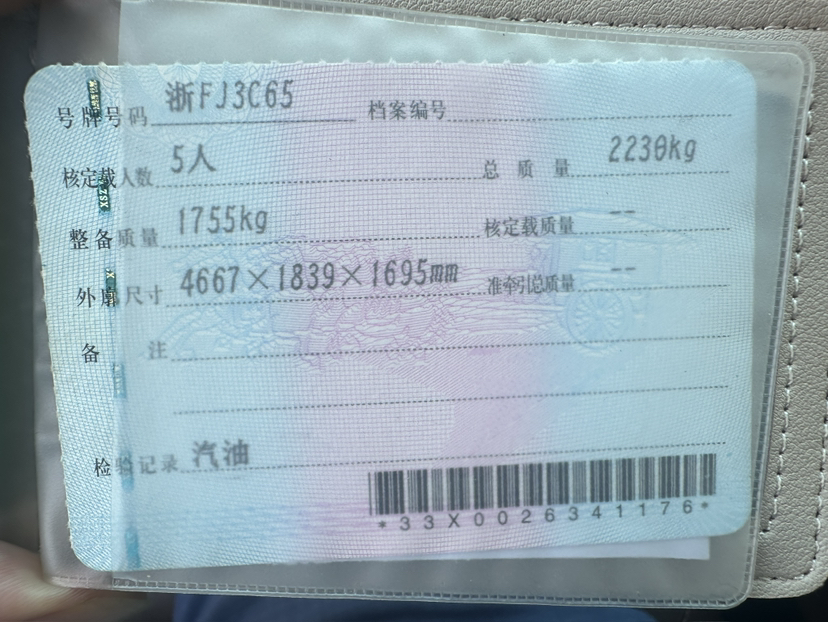 号牌号码 浙FJ3C65 档案编号
核定载人数 5人 总质量 2230kg
整备质量 1755kg 核定载质量 --
外廓尺寸 4667×1839×1695mm 准牵引总质量 --
备注
检验记录 汽油
*33X0026341176*